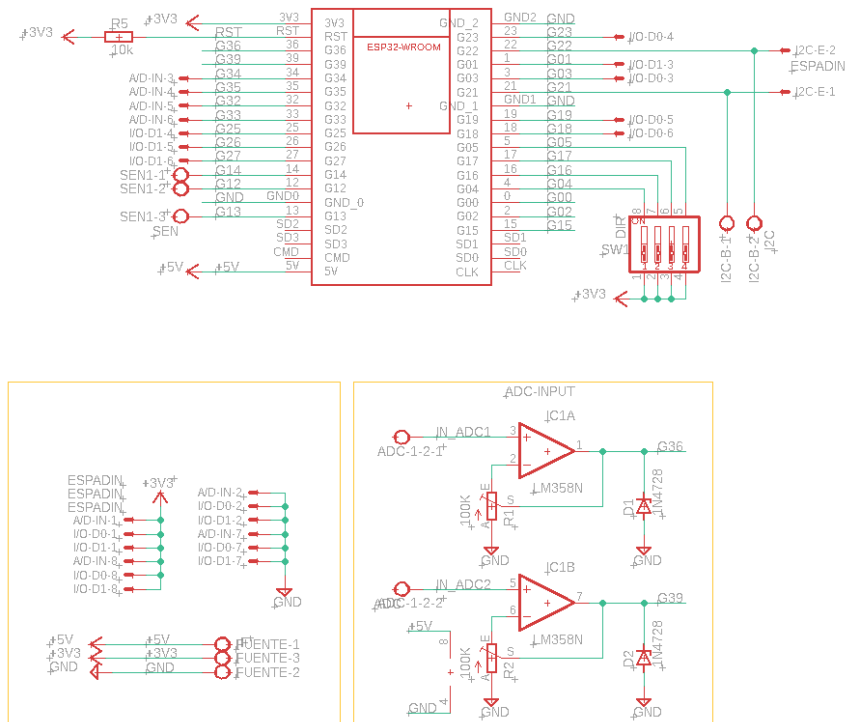 +3V3
3V3
3V3
GND_2
GND2
GND
R5
RST
RST
RST
G23
23
G23
I/O-D0-4
+3V3
10k
G36
36
G36
ESP32-WROOM
G22
22
G22
I2C-E-2
G39
39
G39
G01
1
G01
I/O-D1-3
ESPADIN
A/D-IN-3
G34
34
G34
G03
3
G03
I/O-D0-3
A/D-IN-4
G35
35
G35
G21
21
G21
I2C-E-1
A/D-IN-5
G32
32
G32
GND_1
GND1
GND
A/D-IN-6
G33
33
G33
G19
19
G19
I/O-D0-5
I/O-D1-4
G25
25
G25
G18
18
G18
I/O-D0-6
I/O-D1-5
G26
26
G26
G05
5
G05
I/O-D1-6
G27
27
G27
G17
17
G17
SEN1-1
G14
14
G14
G16
16
G16
SEN1-2
G12
12
G12
G04
4
G04
GND
GND0
GND_0
G00
0
G00
SEN1-3
G13
13
G13
G02
2
G02
SEN
SD2
SD2
G15
15
G15
SD3
SD3
SD1
SD1
CMD
CMD
SD0
SD0
+5V
+5V
5V
5V
CLK
CLK
8
7
6
5
DIR
ON
SW1
1
2
3
4
+3V3
I2C-B-1
I2C-B-2
I2C
ESPADIN
ESPADIN
ESPADIN
+3V3
A/D-IN-1
I/O-D0-1
I/O-D1-1
A/D-IN-8
I/O-D0-8
I/O-D1-8
A/D-IN-2
I/O-D0-2
I/O-D1-2
A/D-IN-7
I/O-D0-7
I/O-D1-7
GND
+5V
+5V
FUENTE-1
+3V3
+3V3
FUENTE-3
GND
GND
FUENTE-2
ADC-INPUT
IC1A
IN_ADC1
3
1
G36
ADC-1-2-1
2
LM358N
100K
E
S
A
R1
D1
1N4728
GND
GND
IC1B
IN_ADC2
5
7
G39
ADC-1-2-2
ADC
6
LM358N
+5V
8
100K
E
S
A
R2
D2
1N4728
GND
4
GND
GND